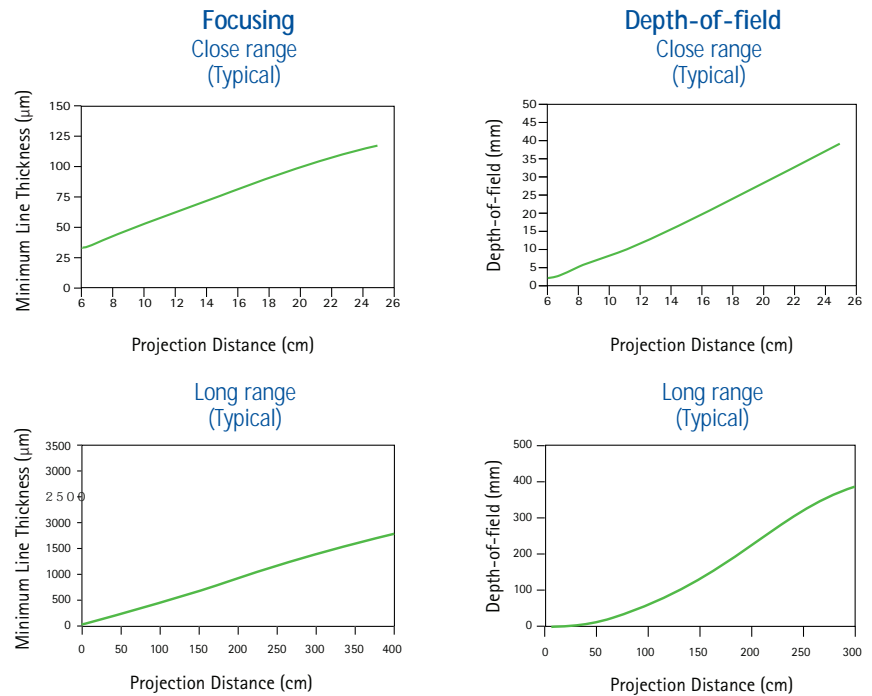 Focusing
Close range
(Typical)
Minimum Line Thickness (µm)
150
125
100
75
50
25
0
6 8 10 12 14 16 18 20 22 24 26
Projection Distance (cm)
Depth-of-field
Close range
(Typical)
Depth-of-field (mm)
50
45
40
35
30
25
20
15
10
5
0
6 8 10 12 14 16 18 20 22 24 26
Projection Distance (cm)
Long range
(Typical)
Minimum Line Thickness (µm)
3500
3000
2500
3000
1500
1000
500
0
0 50 100 150 200 250 300 350 400
Projection Distance (cm)
Long range
(Typical)
Depth-of-field (mm)
500
400
300
200
100
0
0 50 100 150 200 250 300
Projection Distance (cm)